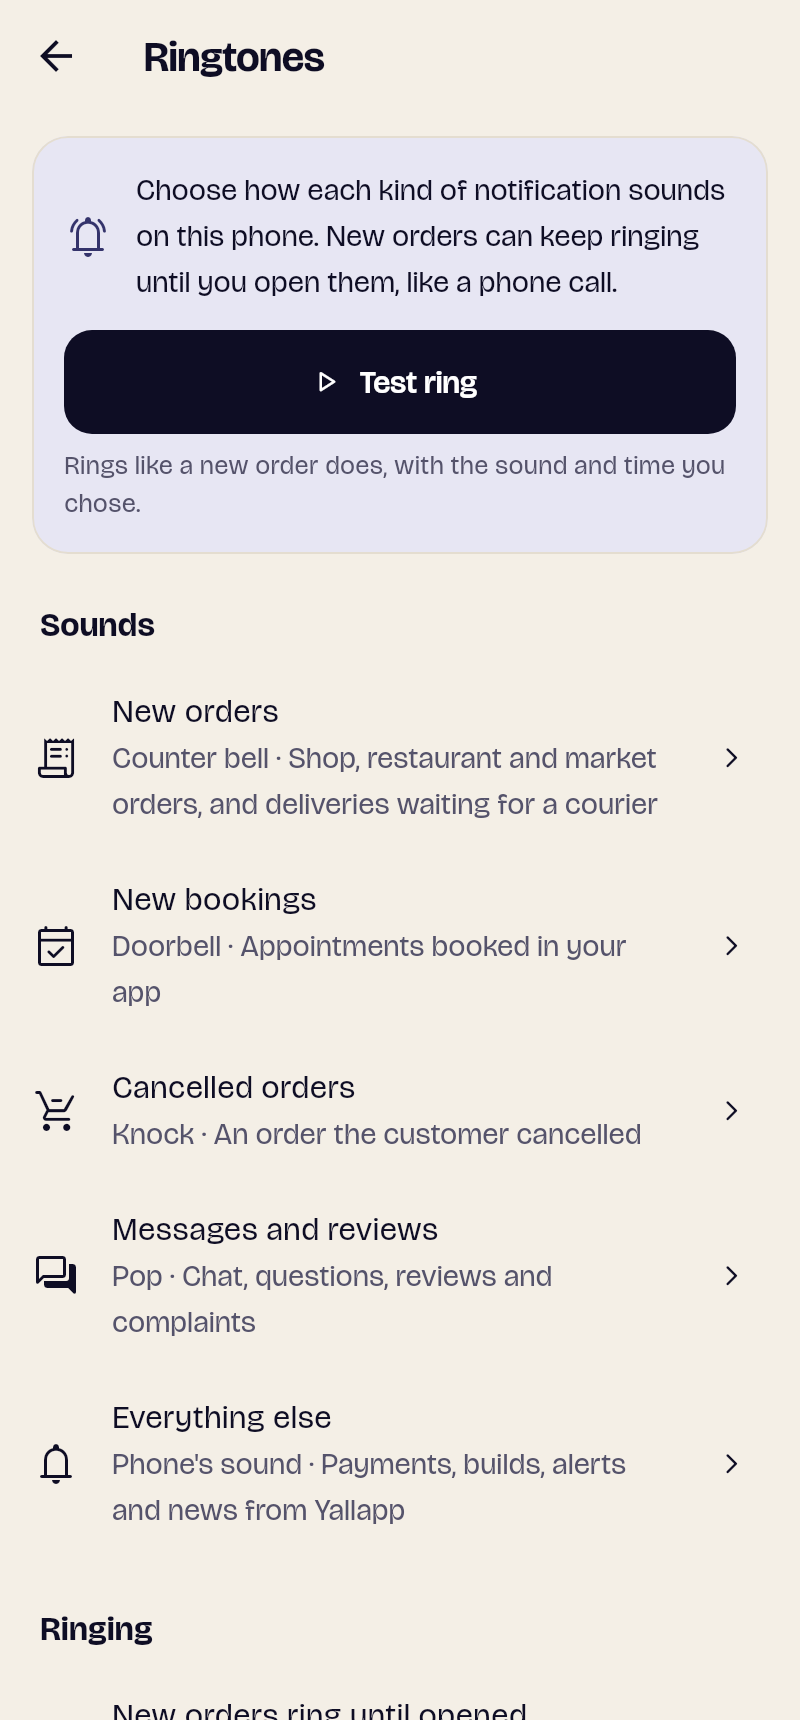 Ringtones
Choose how each kind of notification sounds
on this phone. New orders can keep ringing
until you open them, like a phone call.
Test ring
Rings like a new order does, with the sound and time you
chose.
Sounds
New orders
Counter bell · Shop, restaurant and market
orders, and deliveries waiting for a courier
New bookings
Doorbell · Appointments booked in your
app
Cancelled orders
Knock · An order the customer cancelled
Messages and reviews
Pop · Chat, questions, reviews and
complaints
Everything else
Phone's sound · Payments, builds, alerts
and news from Yallapp
Ringing
New orders ring until opened